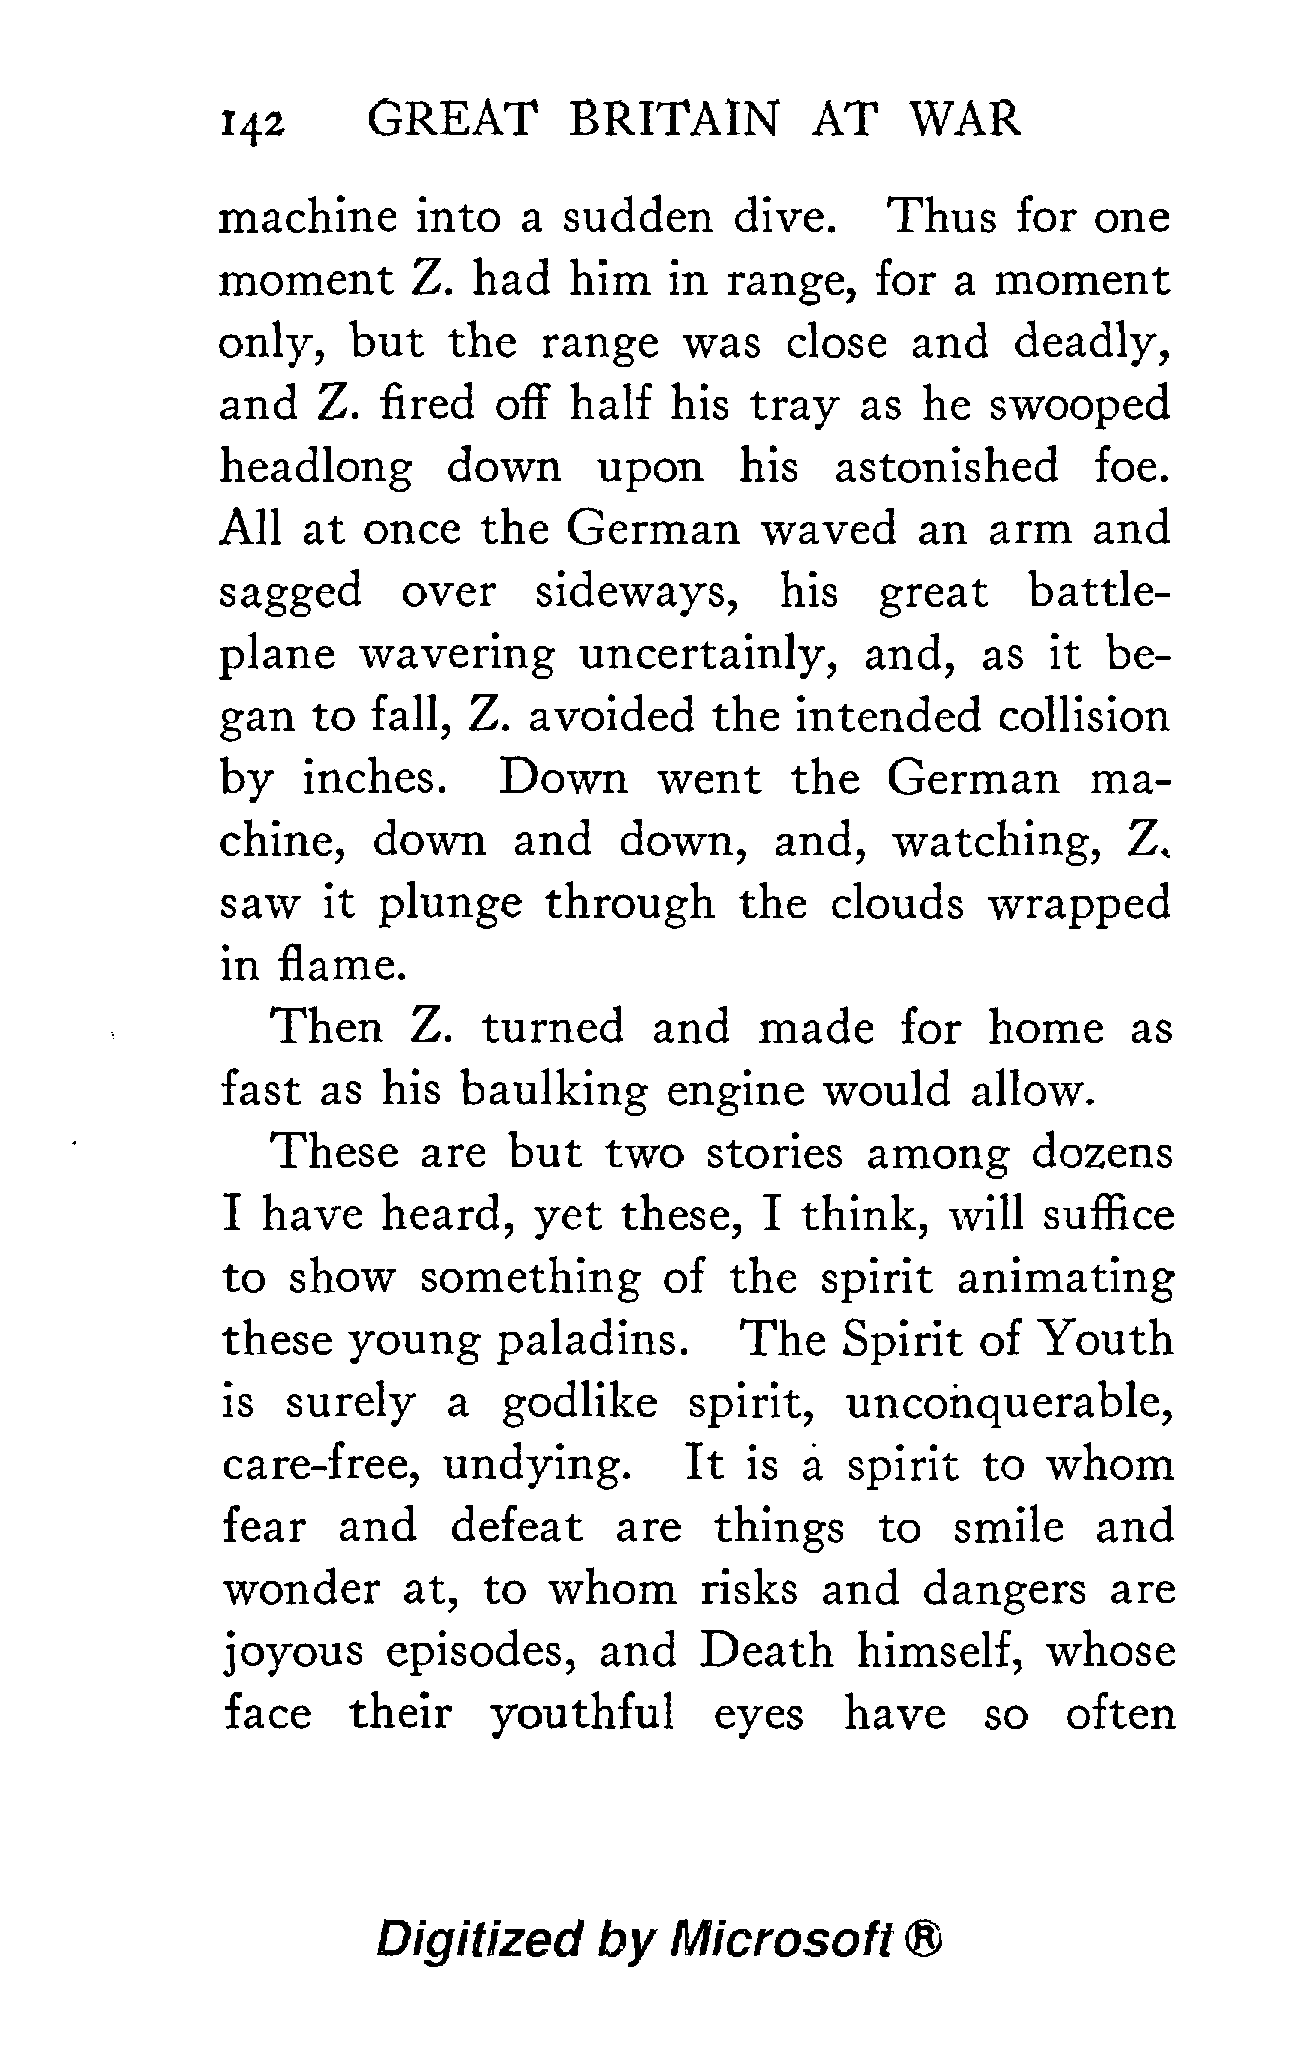 142 GREAT BRITAIN AT WAR
machine into a sudden dive. Thus for one
moment Z. had him in range, for a moment
only, but the range was close and deadly,
and Z. fired off half his tray as he swooped
headlong down upon his astonished foe.
All at once the German waved an arm and
sagged over sideways, his great battle-
plane wavering uncertainly, and, as it be-
gan to fall, Z. avoided the intended collision
by inches. Down went the German ma-
chine, down and down, and, watching, Z.
saw it plunge through the clouds wrapped
in flame.
Then Z. turned and made for home as
fast as his baulking engine would allow.
These are but two stories among dozens
I have heard, yet these, I think, will suffice
to show something of the spirit animating
these young paladins. The Spirit of Youth
is surely a godlike spirit, unconquerable,
care-free, undying. It is a spirit to whom
fear and defeat are things to smile and
wonder at, to whom risks and dangers are
joyous episodes, and Death himself, whose
face their youthful eyes have so often
Digitized by Microsoft ®